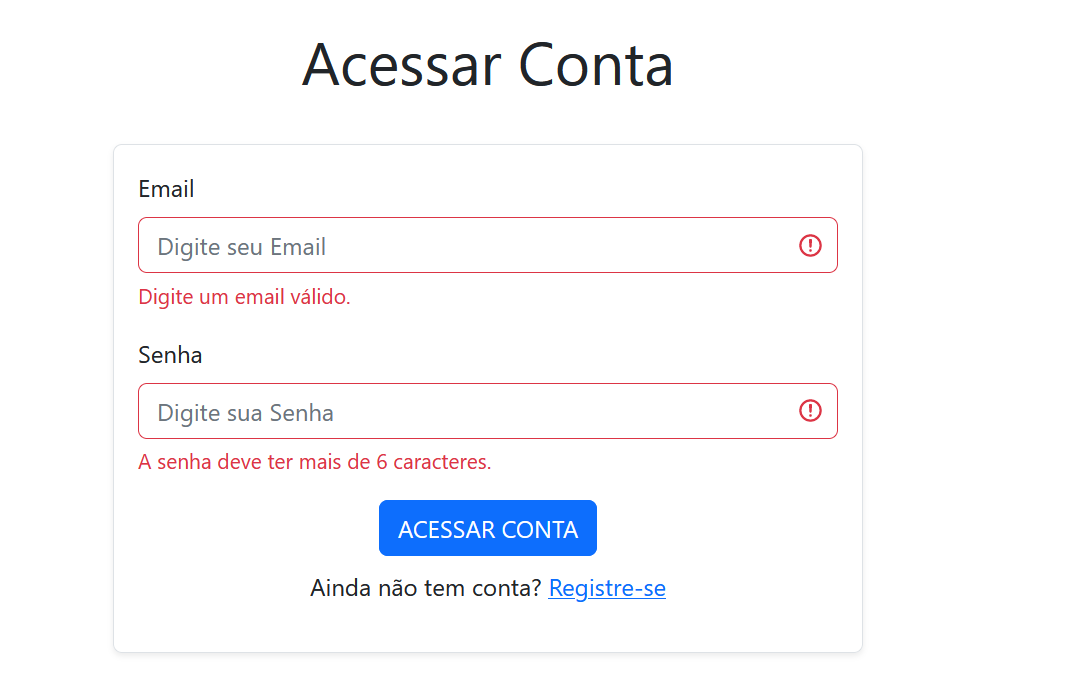 Acessar Conta
Email
Digite seu Email
Digite um email válido.
Senha
Digite sua Senha
A senha deve ter mais de 6 caracteres.
ACESSAR CONTA
Ainda não tem conta? Registre-se